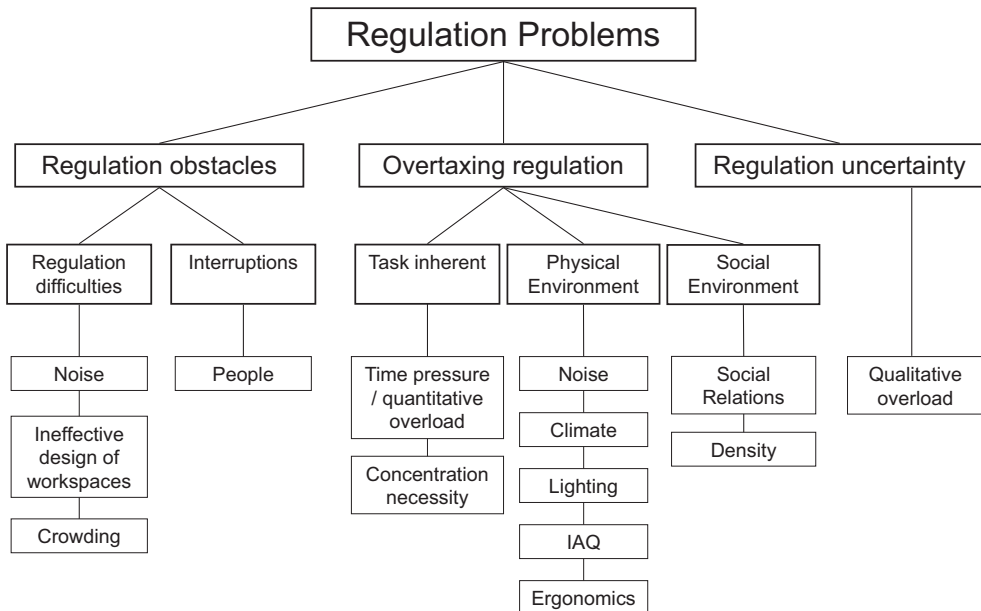 Regulation Problems
Regulation obstacles
Overtaxing regulation
Regulation uncertainty
Regulation
difficulties
Interruptions
Task inherent
Physical
Environment
Social
Environment
Noise
People
Time pressure
/ quantitative
overload
Noise
Social
Relations
Qualitative
overload
Ineffective
design of
workspaces
Climate
Density
Concentration
necessity
Lighting
Crowding
IAQ
Ergonomics